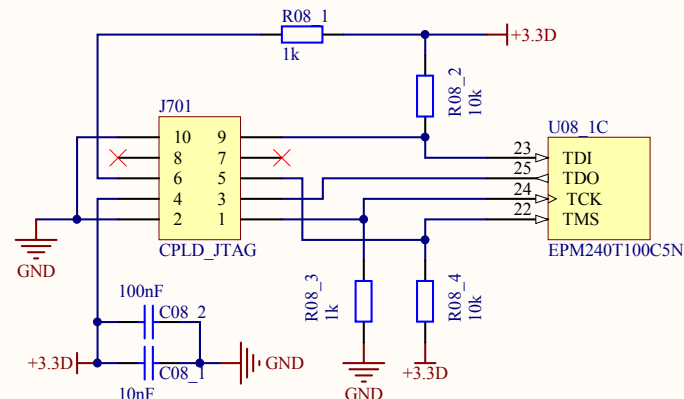 R08_1
1k
+3.3D
R08_2
10k
J701
U08_1C
10 9
8 7
6 5
4 3
2 1
23 TDI
25 TDO
24 TCK
22 TMS
CPLD_JTAG
EPM240T100C5N
GND
R08_3
1k
R08_4
10k
100nF
C08_2
+3.3D
C08_1
10nF
GND
GND
+3.3D